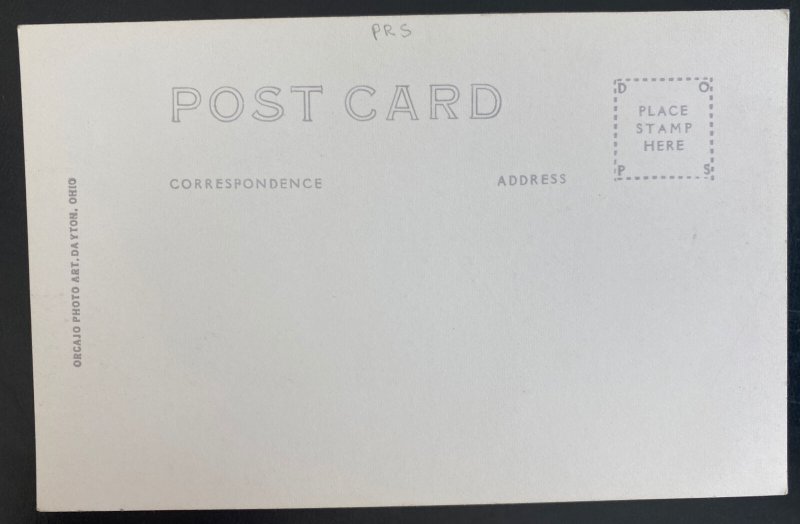 PRS
POST CARD
D O
PLACE
STAMP
HERE
P S
CORRESPONDENCE
ADDRESS
ORCAJO PHOTO ART, DAYTON, OHIO